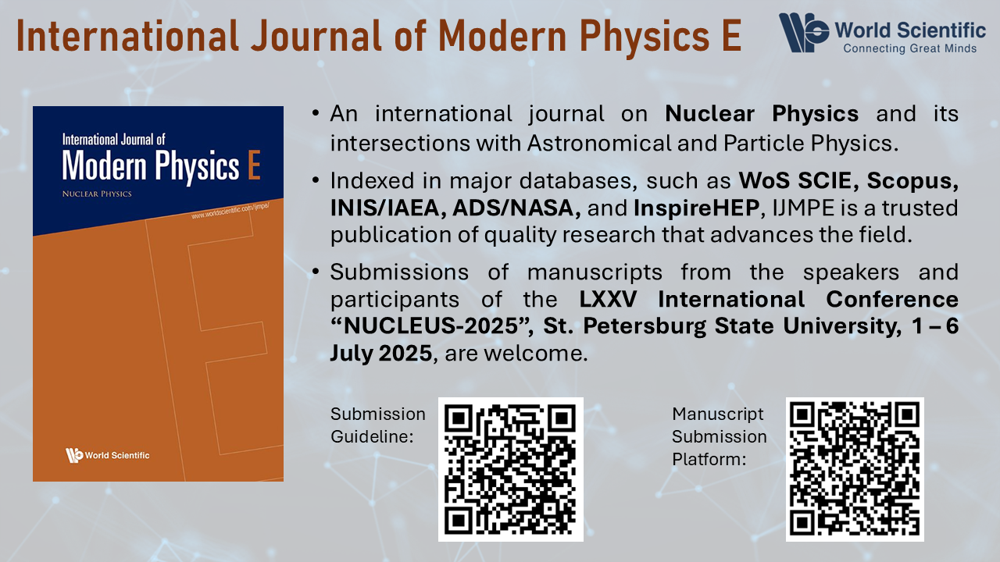 International Journal of Modern Physics E
World Scientific
Connecting Great Minds
International Journal of
Modern Physics E
NUCLEAR PHYSICS
www.worldscientific.com/ijmpe/
World Scientific
• An international journal on Nuclear Physics and its
intersections with Astronomical and Particle Physics.
• Indexed in major databases, such as WoS SCIE, Scopus,
INIS/IAEA, ADS/NASA, and InspireHEP, IJMPE is a trusted
publication of quality research that advances the field.
• Submissions of manuscripts from the speakers and
participants of the LXXV International Conference
“NUCLEUS-2025”, St. Petersburg State University, 1 – 6
July 2025, are welcome.
Submission
Guideline:
Manuscript
Submission
Platform: